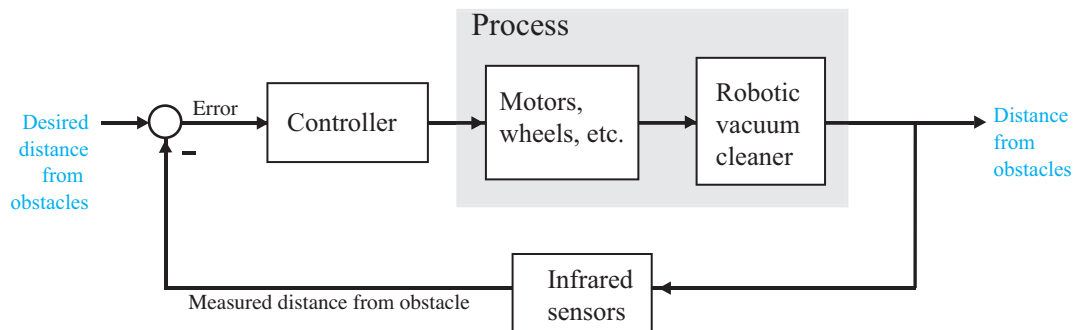 Process
Desired
distance
from
obstacles
Error
−
Controller
Motors,
wheels, etc.
Robotic
vacuum
cleaner
Distance
from
obstacles
Measured distance from obstacle
Infrared
sensors